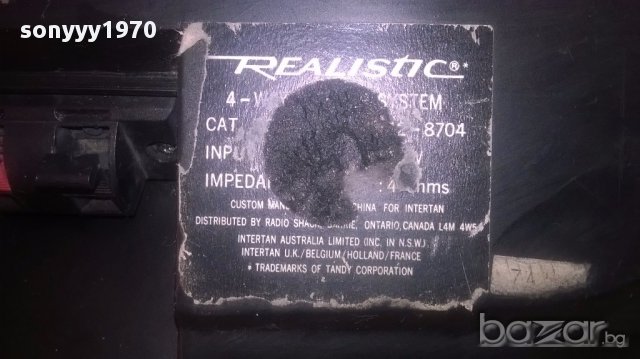 sonyyy1970
REALISTIC®*
4-W SYSTEM
CAT 2-8704
INPU
IMPEDA : 4 Ohms
CUSTOM MAN CHINA FOR INTERTAN
DISTRIBUTED BY RADIO SHACK, BARRIE, ONTARIO, CANADA L4M 4W5
INTERTAN AUSTRALIA LIMITED (INC. IN N.S.W.)
INTERTAN U.K./BELGIUM/HOLLAND/FRANCE
* TRADEMARKS OF TANDY CORPORATION
bazar.bg